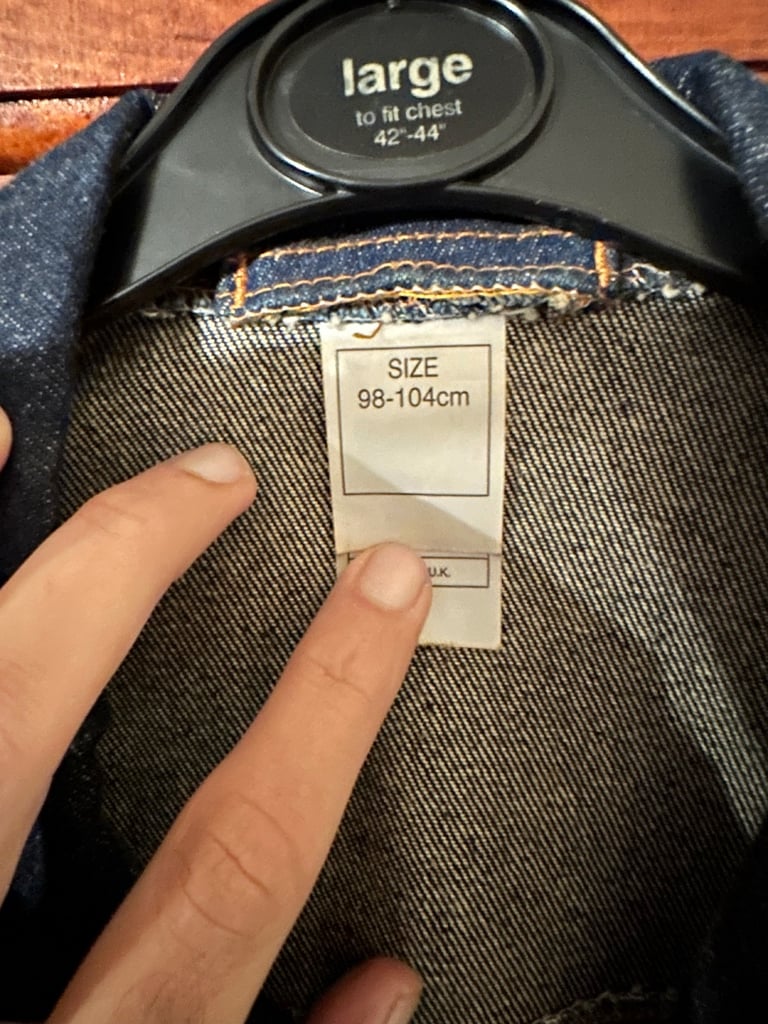 large
to fit chest
42"-44"
SIZE
98-104cm
U.K.